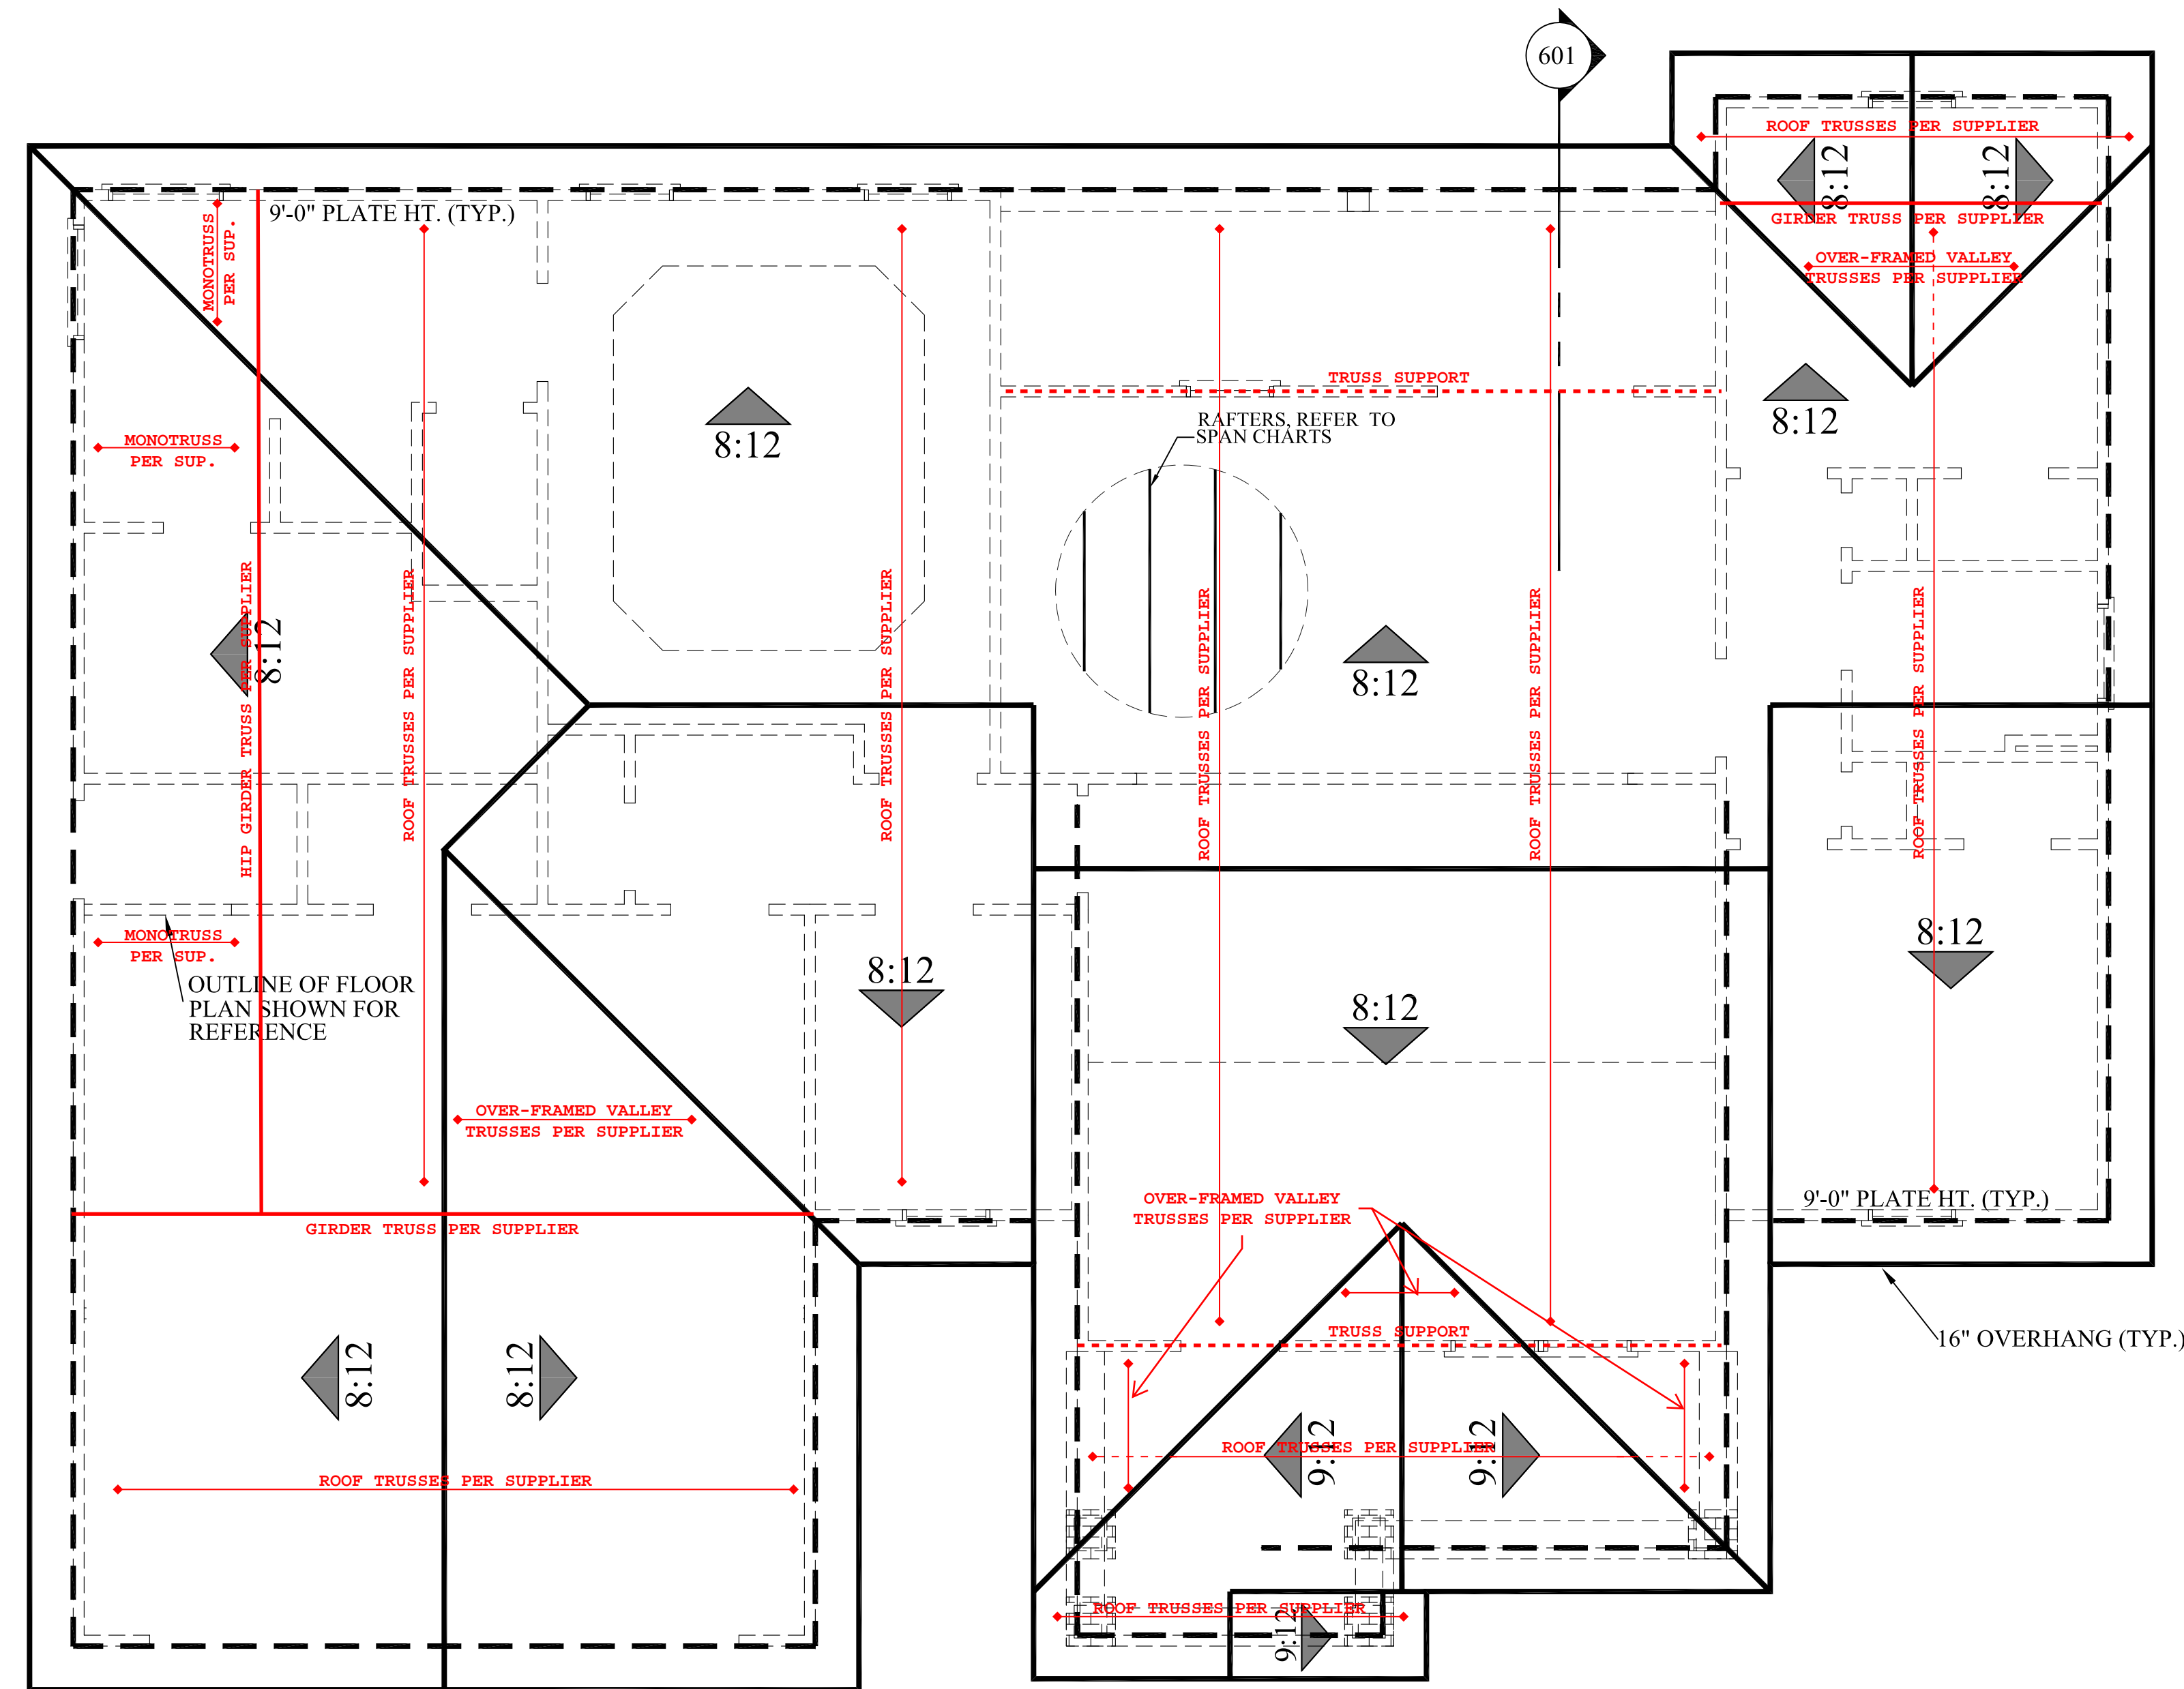 601
ROOF TRUSSES PER SUPPLIER
8:12
8:12
GIRDER TRUSS PER SUPPLIER
OVER-FRAMED VALLEY
TRUSSES PER SUPPLIER
MONOTRUSS
PER SUP.
9'-0" PLATE HT. (TYP.)
TRUSS SUPPORT
RAFTERS, REFER TO
SPAN CHARTS
8:12
8:12
MONOTRUSS
PER SUP.
8:12
HIP GIRDER TRUSS PER SUPPLIER
ROOF TRUSSES PER SUPPLIER
ROOF TRUSSES PER SUPPLIER
ROOF TRUSSES PER SUPPLIER
8:12
ROOF TRUSSES PER SUPPLIER
ROOF TRUSSES PER SUPPLIER
MONOTRUSS
PER SUP.
OUTLINE OF FLOOR
PLAN SHOWN FOR
REFERENCE
8:12
8:12
8:12
OVER-FRAMED VALLEY
TRUSSES PER SUPPLIER
OVER-FRAMED VALLEY
TRUSSES PER SUPPLIER
9'-0" PLATE HT. (TYP.)
GIRDER TRUSS PER SUPPLIER
TRUSS SUPPORT
16" OVERHANG (TYP.)
8:12
8:12
9:12
9:12
ROOF TRUSSES PER SUPPLIER
ROOF TRUSSES PER SUPPLIER
ROOF TRUSSES PER SUPPLIER
9:12